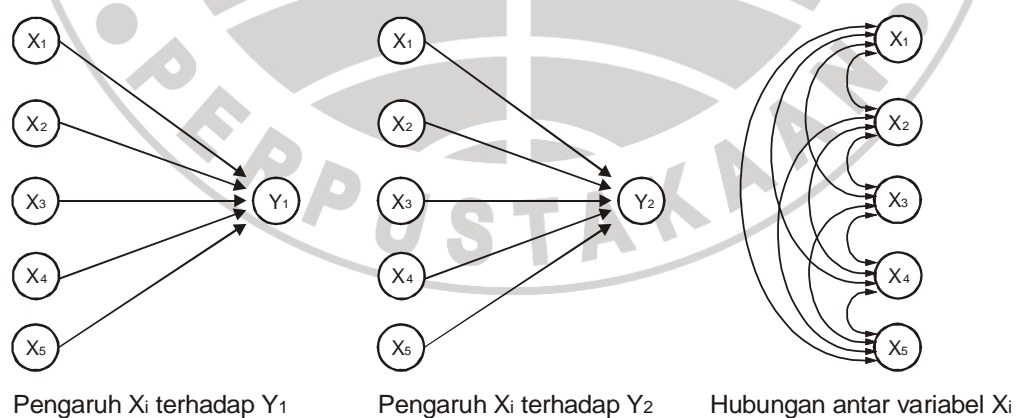 X1
X2
X3
X4
X5
Y1
X1
X2
X3
X4
X5
Y2
X1
X2
X3
X4
X5
PERPUSTAKAAN
Pengaruh Xi terhadap Y1
Pengaruh Xi terhadap Y2
Hubungan antar variabel Xi